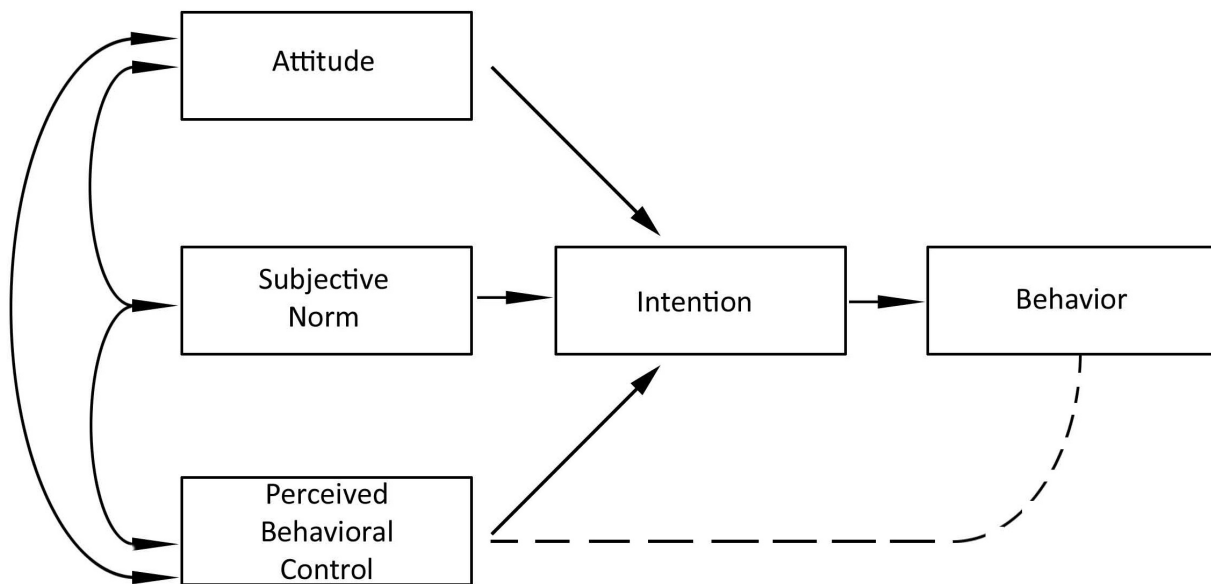 Attitude
Subjective
Norm
Intention
Behavior
Perceived
Behavioral
Control